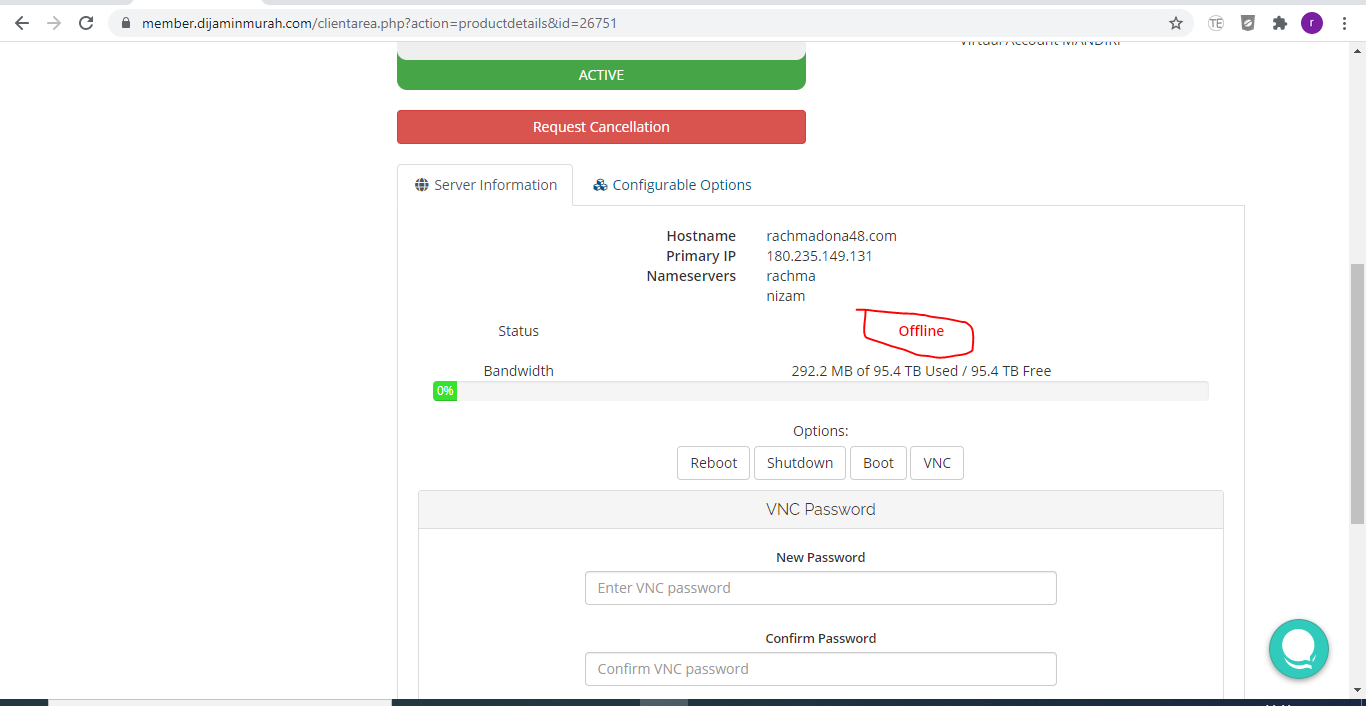 member.dijaminmurah.com/clientarea.php?action=productdetails&id=26751
TE
r
Virtual Account MANDIRI
ACTIVE
Request Cancellation
Server Information
Configurable Options
Hostname rachmadona48.com
Primary IP 180.235.149.131
Nameservers rachma
nizam
Status Offline
Bandwidth 292.2 MB of 95.4 TB Used / 95.4 TB Free
0%
Options:
Reboot Shutdown Boot VNC
VNC Password
New Password
Enter VNC password
Confirm Password
Confirm VNC password